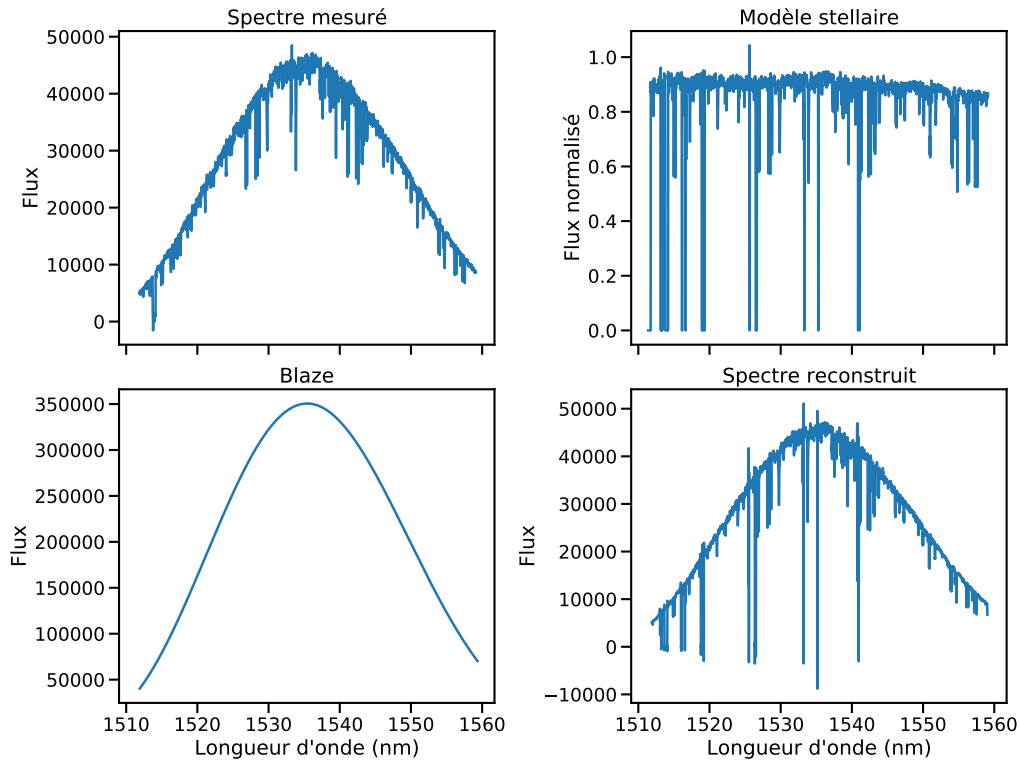 Spectre mesuré
Modèle stellaire
50000
40000
30000
20000
10000
0
Flux
1.0
0.8
0.6
0.4
0.2
0.0
Flux normalisé
Blaze
Spectre reconstruit
350000
300000
250000
200000
150000
100000
50000
Flux
1510 1520 1530 1540 1550 1560
Longueur d'onde (nm)
50000
40000
30000
20000
10000
0
−10000
Flux
1510 1520 1530 1540 1550 1560
Longueur d'onde (nm)